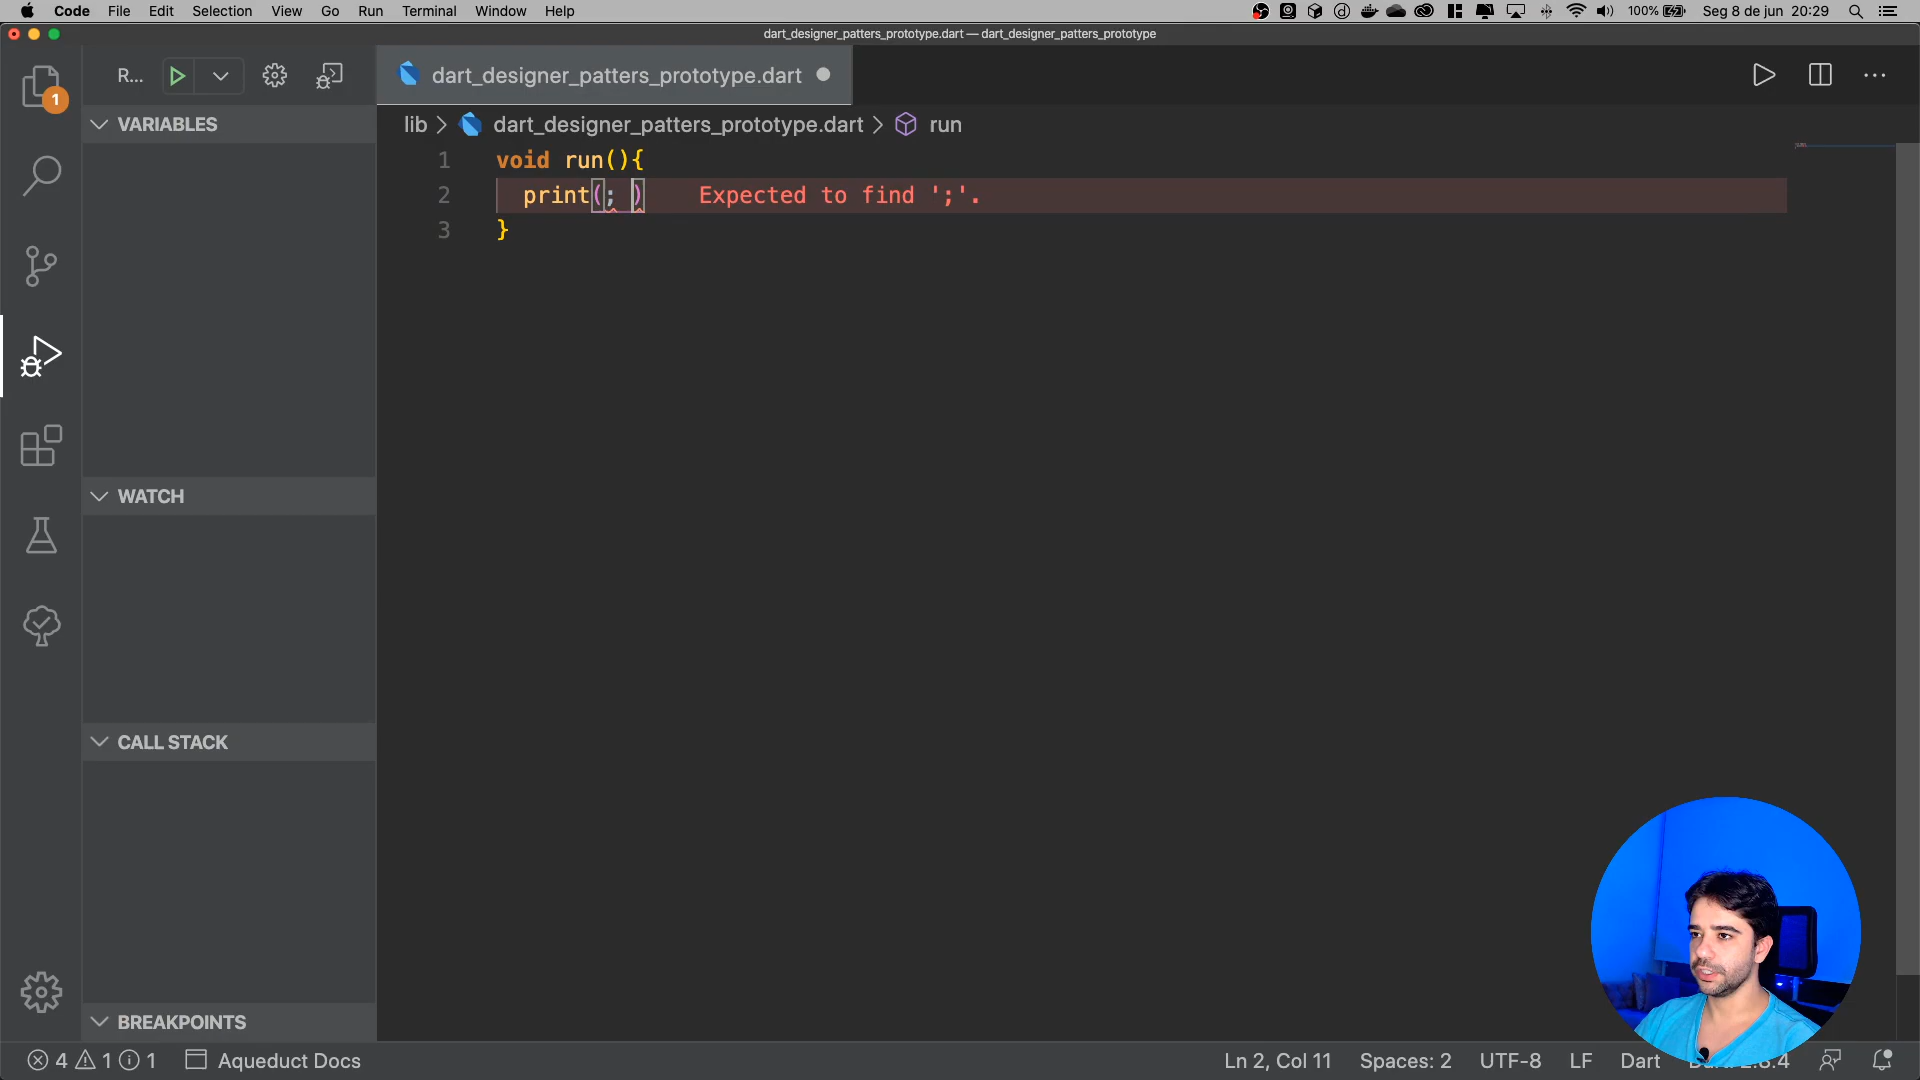 Code File Edit Selection View Go Run Terminal Window Help 100% Seg 8 de jun 20:29
dart_designer_patters_prototype.dart — dart_designer_patters_prototype
R... dart_designer_patters_prototype.dart
1
VARIABLES
lib > dart_designer_patters_prototype.dart > run
1 void run(){
2 print(; ) Expected to find ';'.
3 }
WATCH
CALL STACK
BREAKPOINTS
4 1 1 Aqueduct Docs Ln 2, Col 11 Spaces: 2 UTF-8 LF Dart